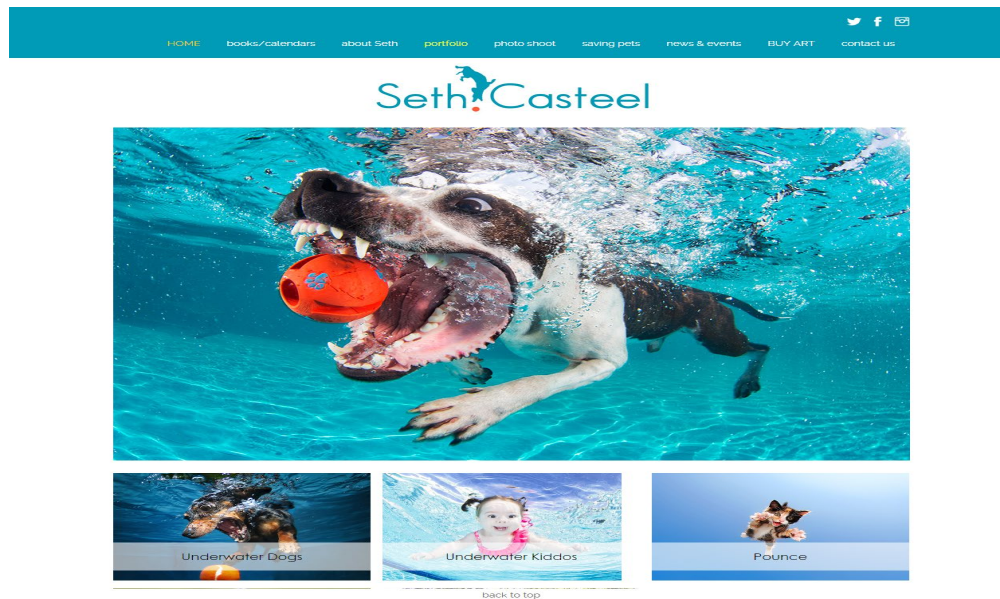 HOME books/calendars about Seth portfolio photo shoot saving pets news & events BUY ART contact us
Seth Casteel
Underwater Dogs Underwater Kiddos Pounce
back to top